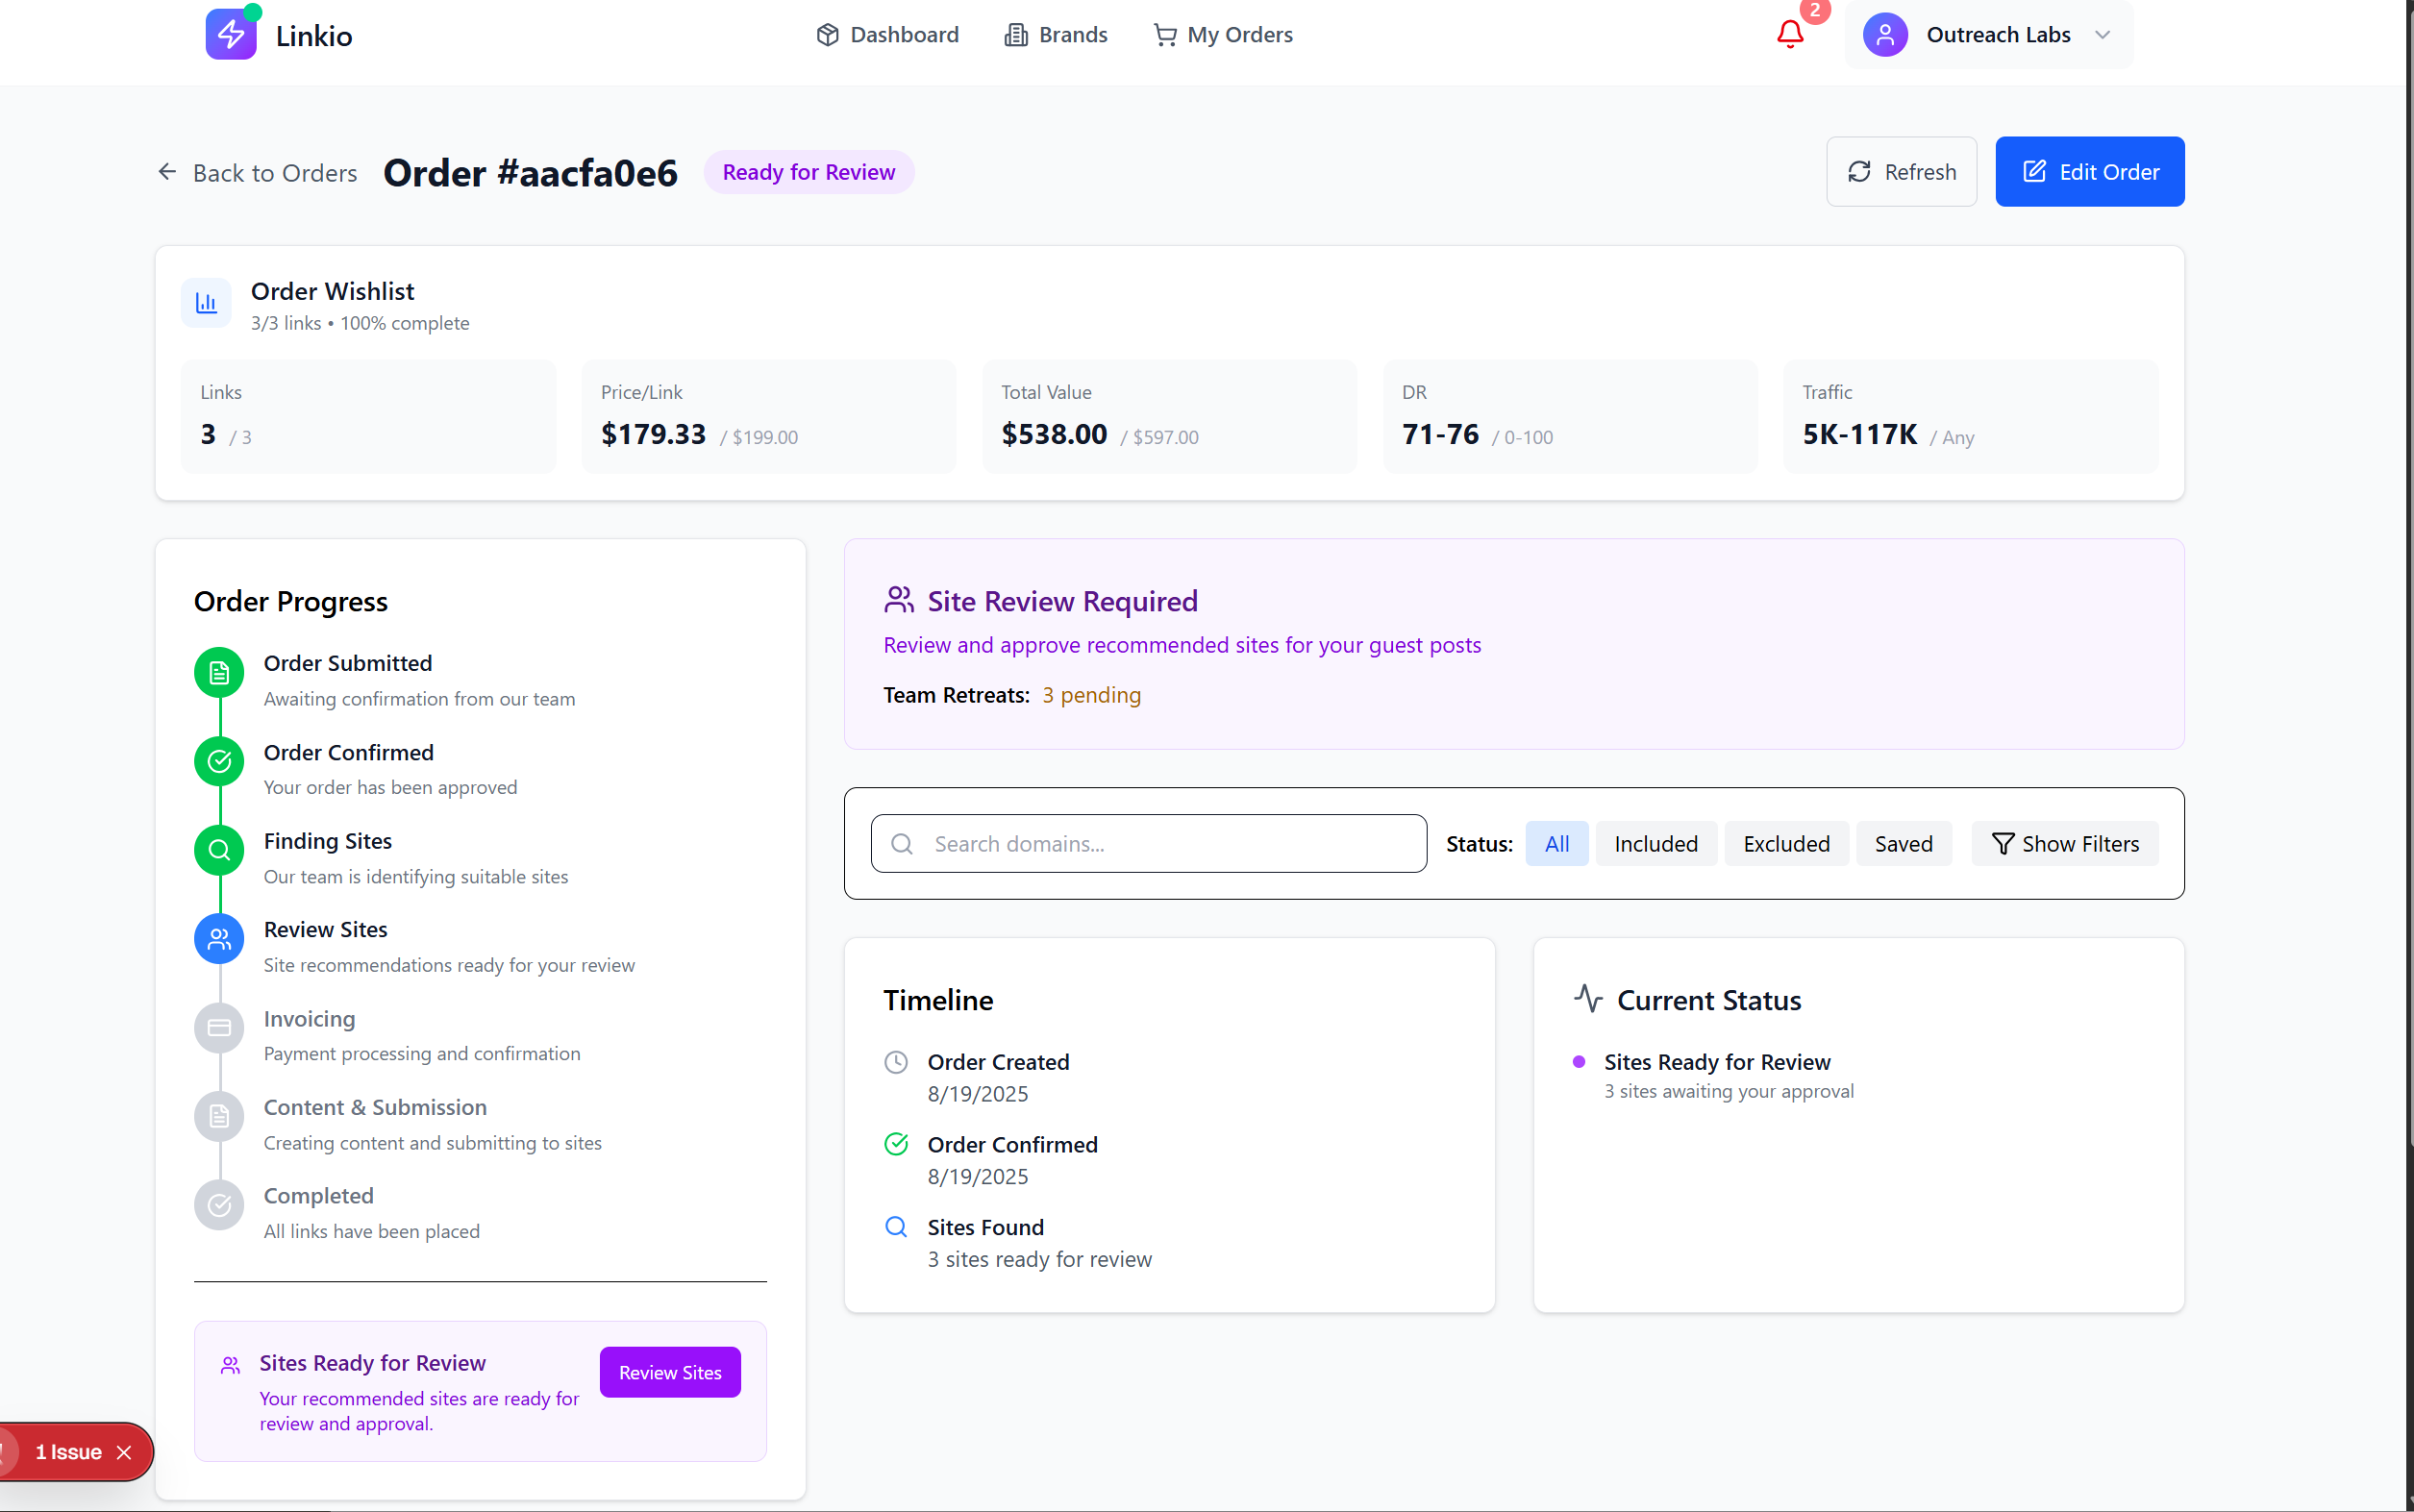 Linkio
Dashboard
Brands
My Orders
2
Outreach Labs
Back to Orders
Order #aacfa0e6
Ready for Review
Refresh
Edit Order
Order Wishlist
3/3 links • 100% complete
Links
3 / 3
Price/Link
$179.33 / $199.00
Total Value
$538.00 / $597.00
DR
71-76 / 0-100
Traffic
5K-117K / Any
Order Progress
Order Submitted
Awaiting confirmation from our team
Order Confirmed
Your order has been approved
Finding Sites
Our team is identifying suitable sites
Review Sites
Site recommendations ready for your review
Invoicing
Payment processing and confirmation
Content & Submission
Creating content and submitting to sites
Completed
All links have been placed
Sites Ready for Review
Your recommended sites are ready for
review and approval.
Review Sites
1 Issue
Site Review Required
Review and approve recommended sites for your guest posts
Team Retreats: 3 pending
Search domains...
Status: All Included Excluded Saved Show Filters
Timeline
Order Created
8/19/2025
Order Confirmed
8/19/2025
Sites Found
3 sites ready for review
Current Status
Sites Ready for Review
3 sites awaiting your approval